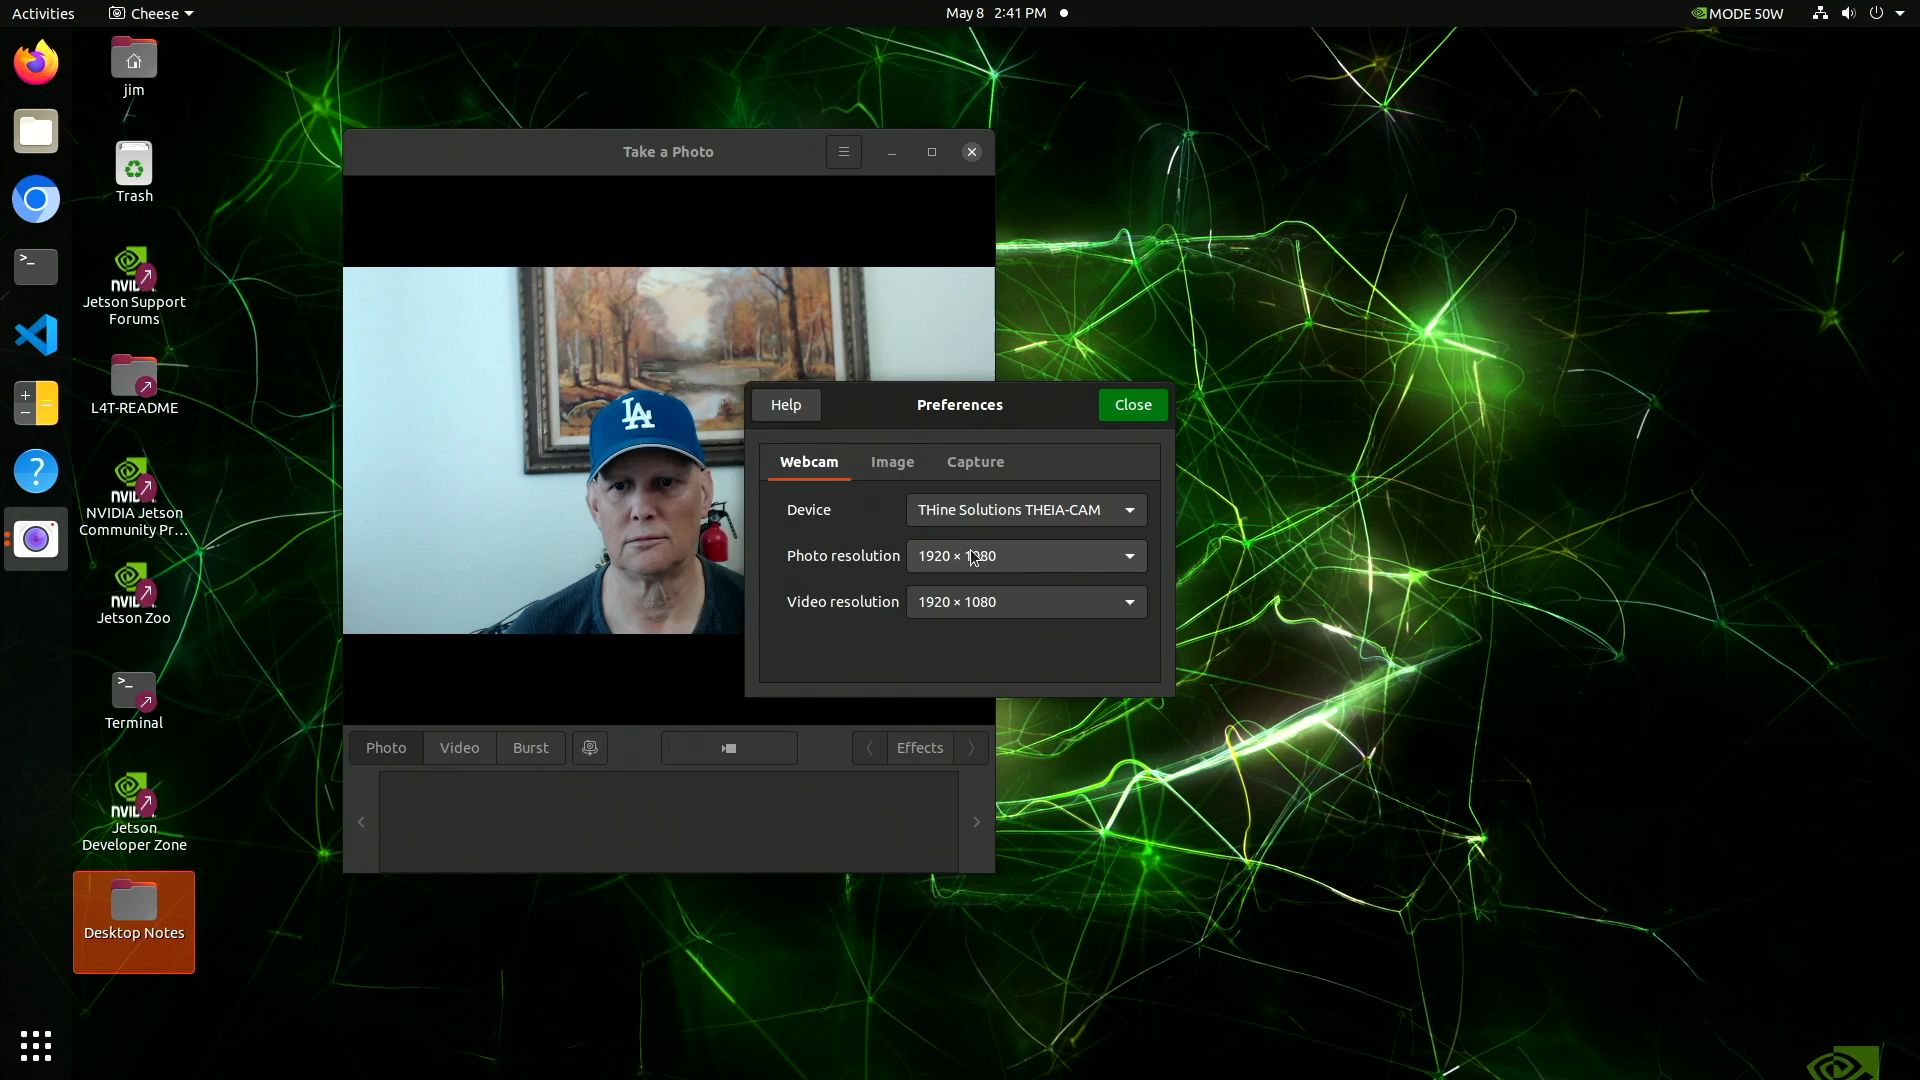 Activities
Cheese
May 8 2:41 PM
MODE 50W
jim
Trash
Jetson Support
Forums
L4T-README
NVIDIA Jetson
Community Pr...
Jetson Zoo
Terminal
Jetson
Developer Zone
Desktop Notes
Take a Photo
LA
Help
Preferences
Close
Webcam
Image
Capture
Device
THine Solutions THEIA-CAM
Photo resolution
1920 × 1080
Video resolution
1920 × 1080
Photo
Video
Burst
Effects